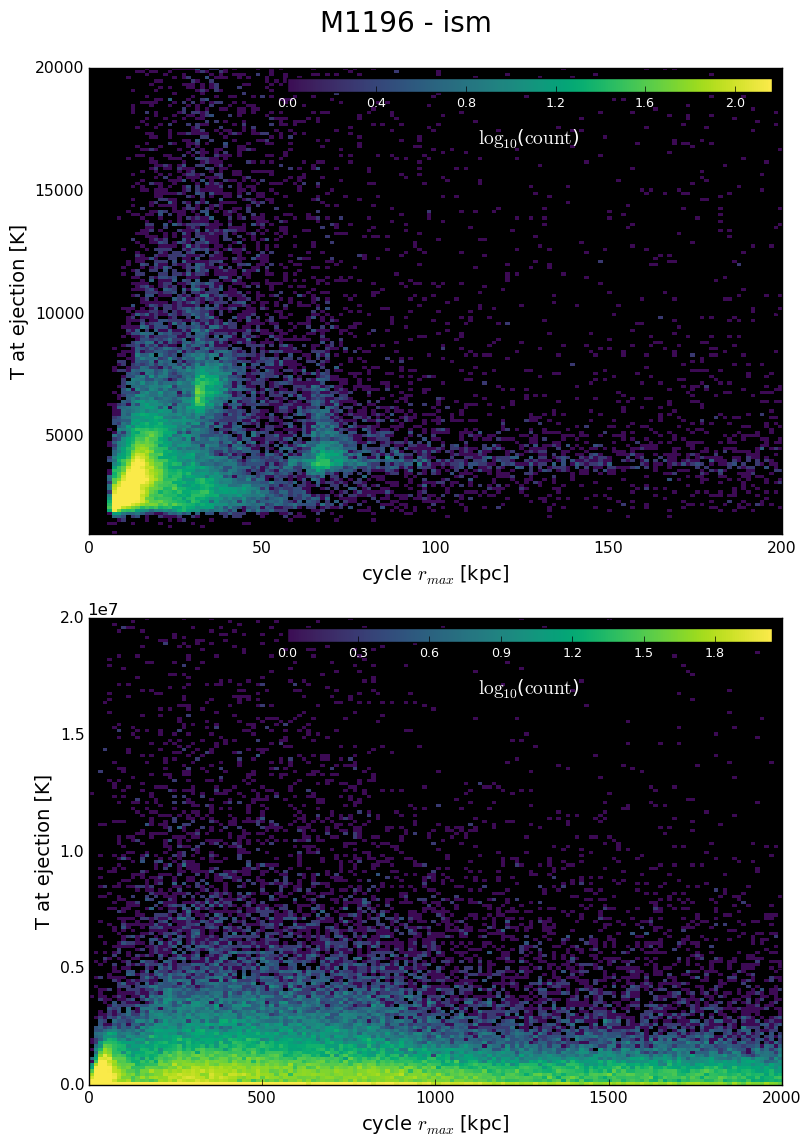 M1196 - ism
20000
15000
10000
5000
T at ejection [K]
0.0 0.4 0.8 1.2 1.6 2.0
log10(count)
0 50 100 150 200
cycle rmax [kpc]
1e7
2.0
1.5
1.0
0.5
0.0
T at ejection [K]
0.0 0.3 0.6 0.9 1.2 1.5 1.8
log10(count)
0 500 1000 1500 2000
cycle rmax [kpc]